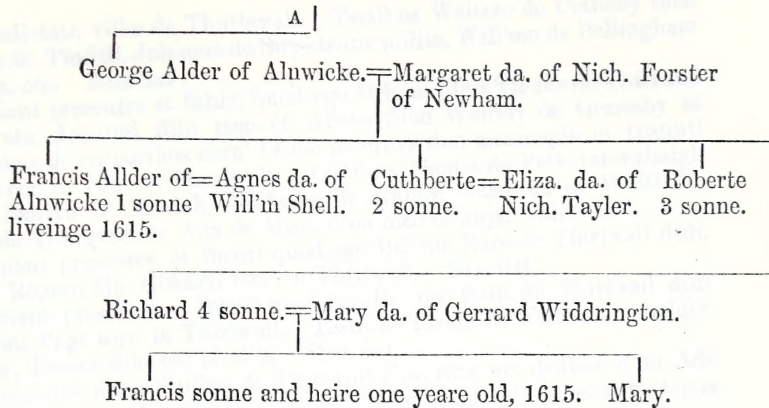 A
George Alder of Alnwicke.=Margaret da. of Nich. Forster
of Newham.
Francis Allder of=Agnes da. of Cuthberte=Eliza. da. of Roberte
Alnwicke 1 sonne Will'm Shell. 2 sonne. Nich. Tayler. 3 sonne.
liveinge 1615.
Richard 4 sonne.=Mary da. of Gerrard Widdrington.
Francis sonne and heire one yeare old, 1615. Mary.